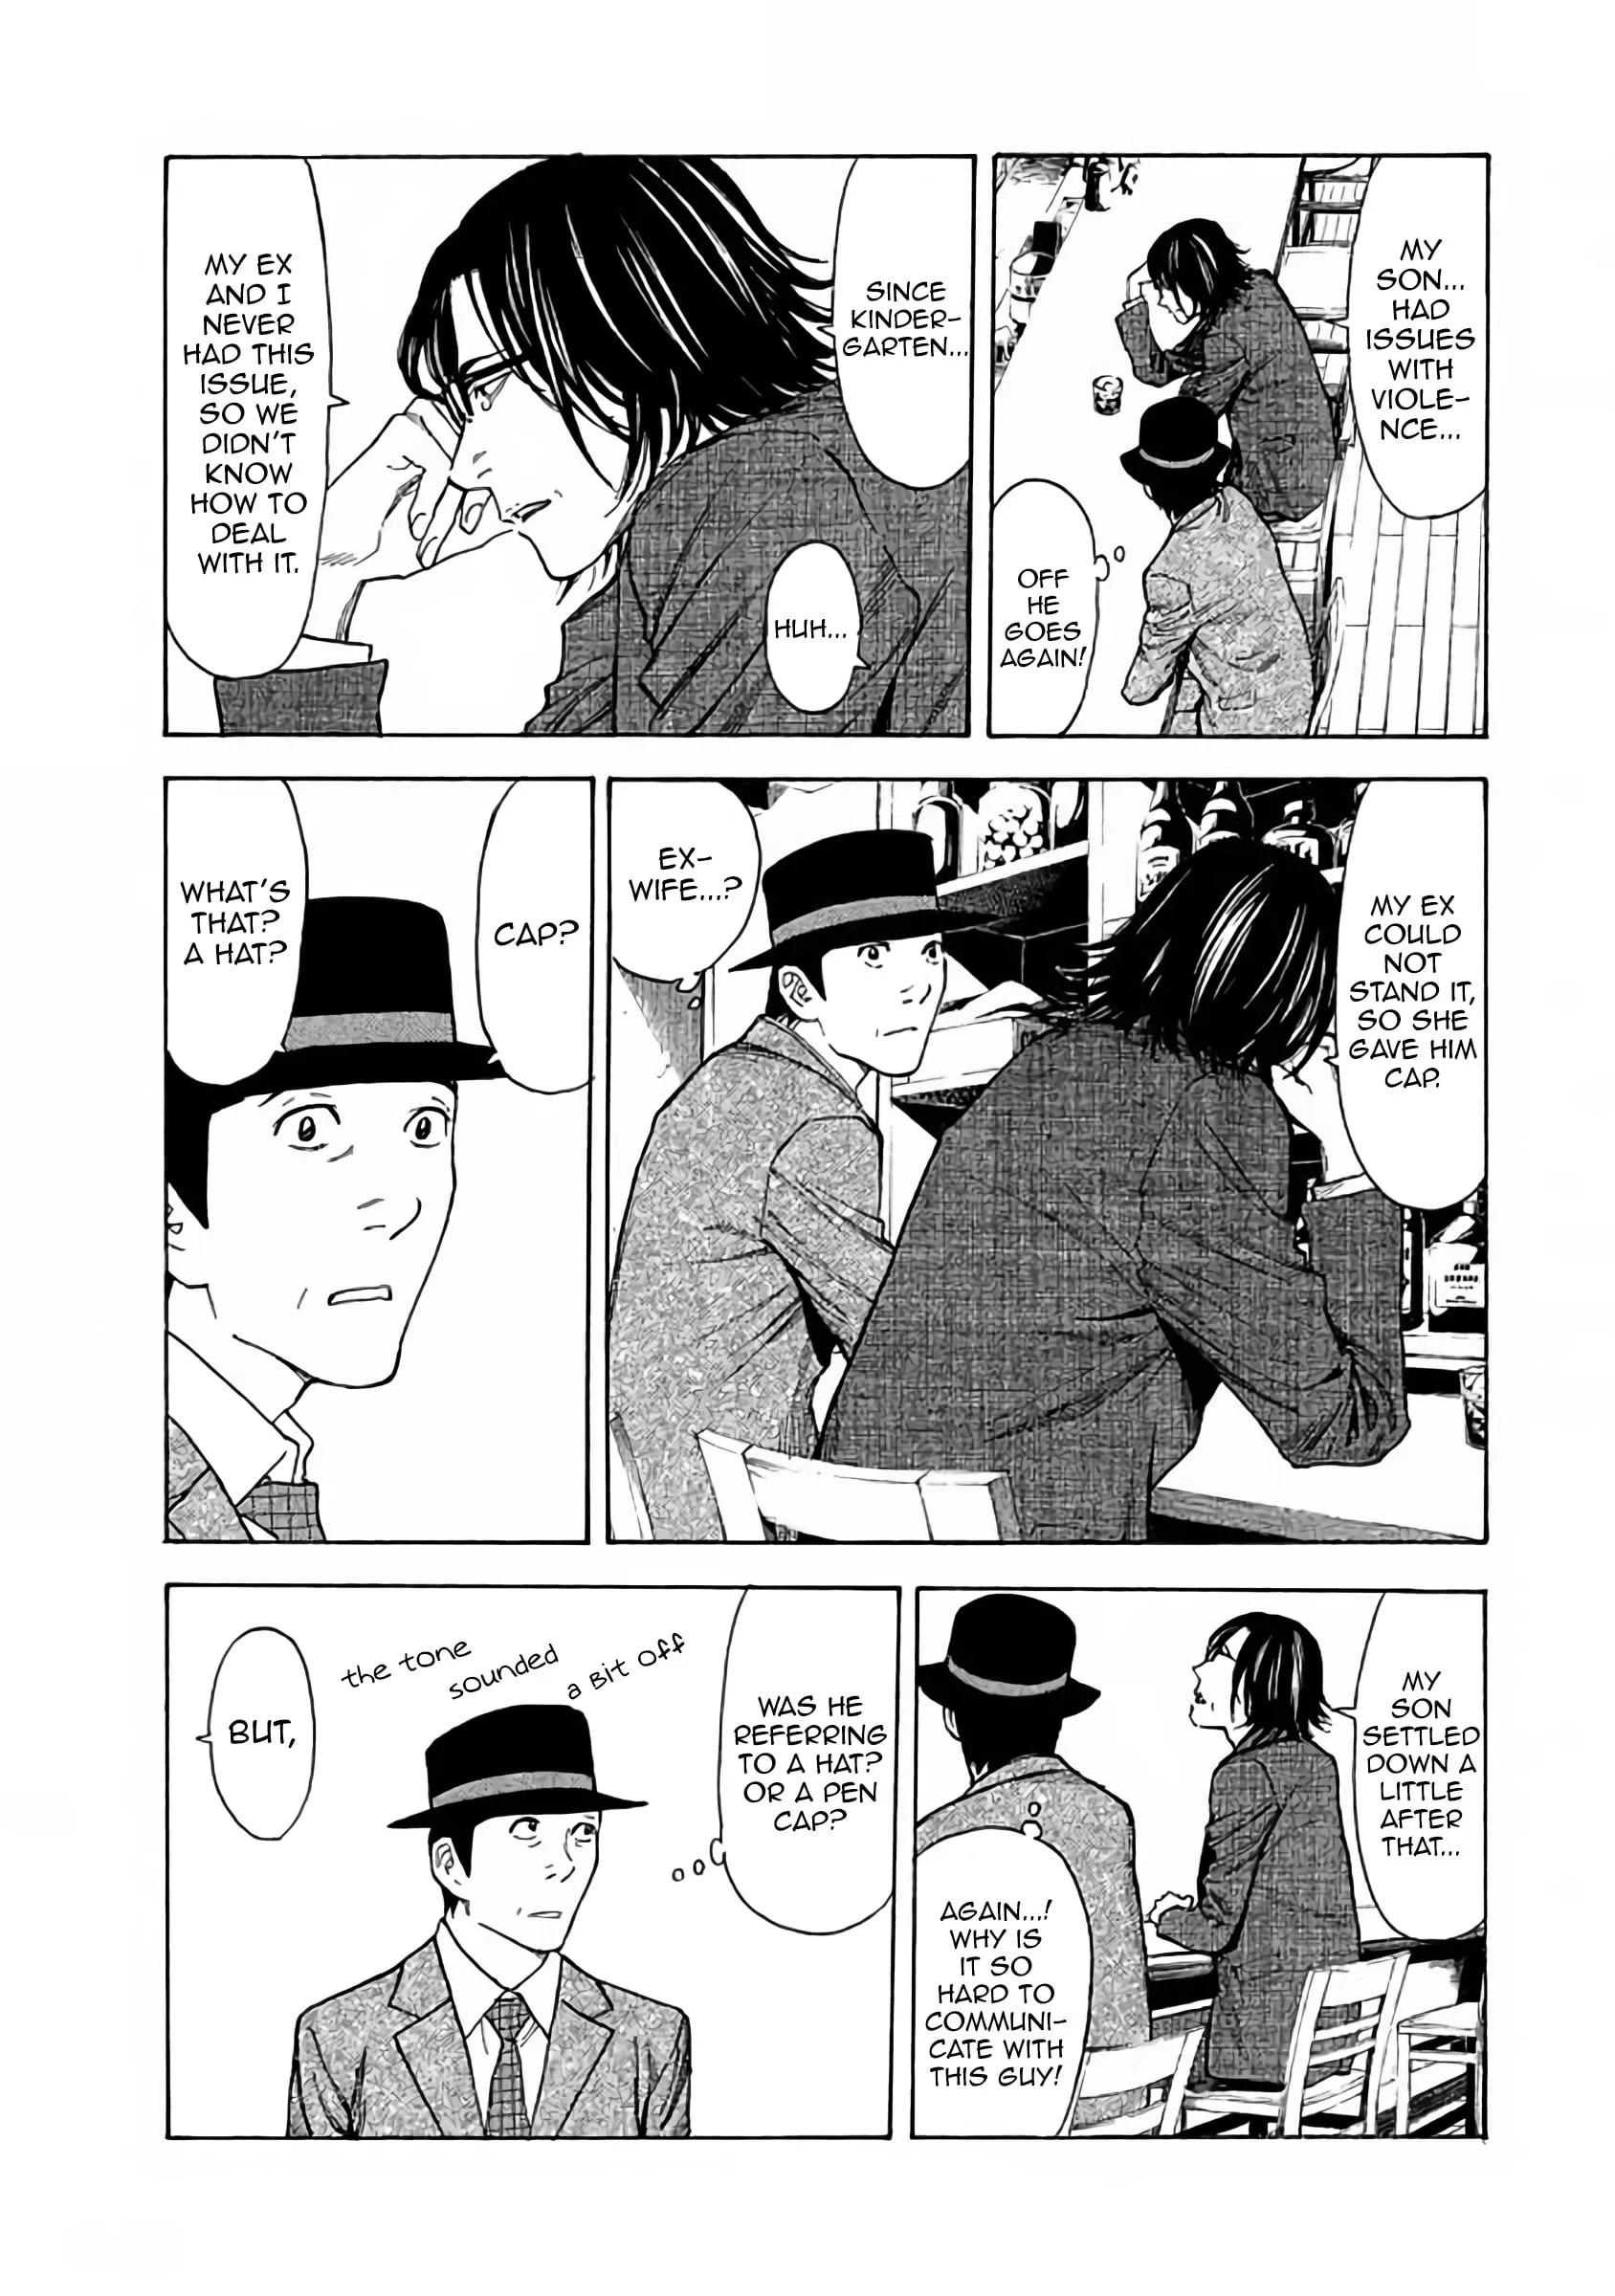 MY
SON...
HAD
ISSUES
WITH
VIOLE-
NCE...
OFF
HE
GOES
AGAIN!
SINCE
KINDER-
GARTEN...
HUH...
MY EX
AND I
NEVER
HAD THIS
ISSUE,
SO WE
DIDN'T
KNOW
HOW TO
DEAL
WITH IT.
MY EX
COULD
NOT
STAND IT,
SO SHE
GAVE HIM
CAP.
EX-
WIFE...?
CAP?
WHAT'S
THAT?
A HAT?
MY
SON
SETTLED
DOWN A
LITTLE
AFTER
THAT...
AGAIN...!
WHY IS
IT SO
HARD TO
COMMUNI-
CATE WITH
THIS GUY!
WAS HE
REFERRING
TO A HAT?
OR A PEN
CAP?
the tone
sounded
a bit off
BUT,